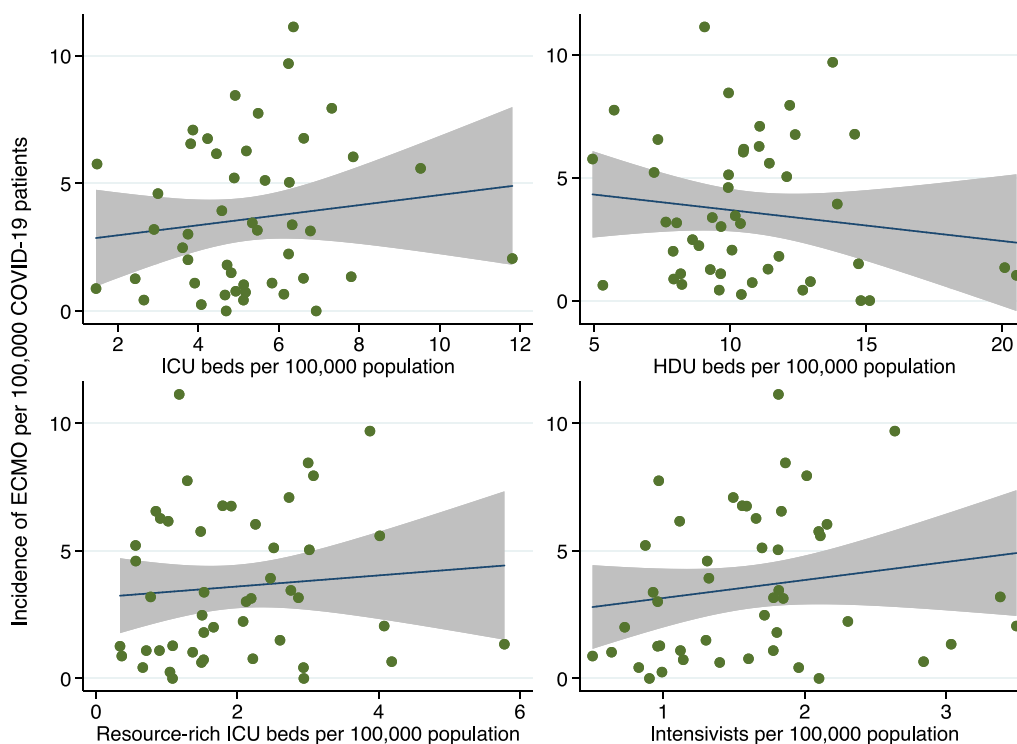 Incidence of ECMO per 100,000 COVID-19 patients
10
5
0
2 4 6 8 10 12
ICU beds per 100,000 population
10
5
0
5 10 15 20
HDU beds per 100,000 population
10
5
0
0 2 4 6
Resource-rich ICU beds per 100,000 population
10
5
0
1 2 3
Intensivists per 100,000 population